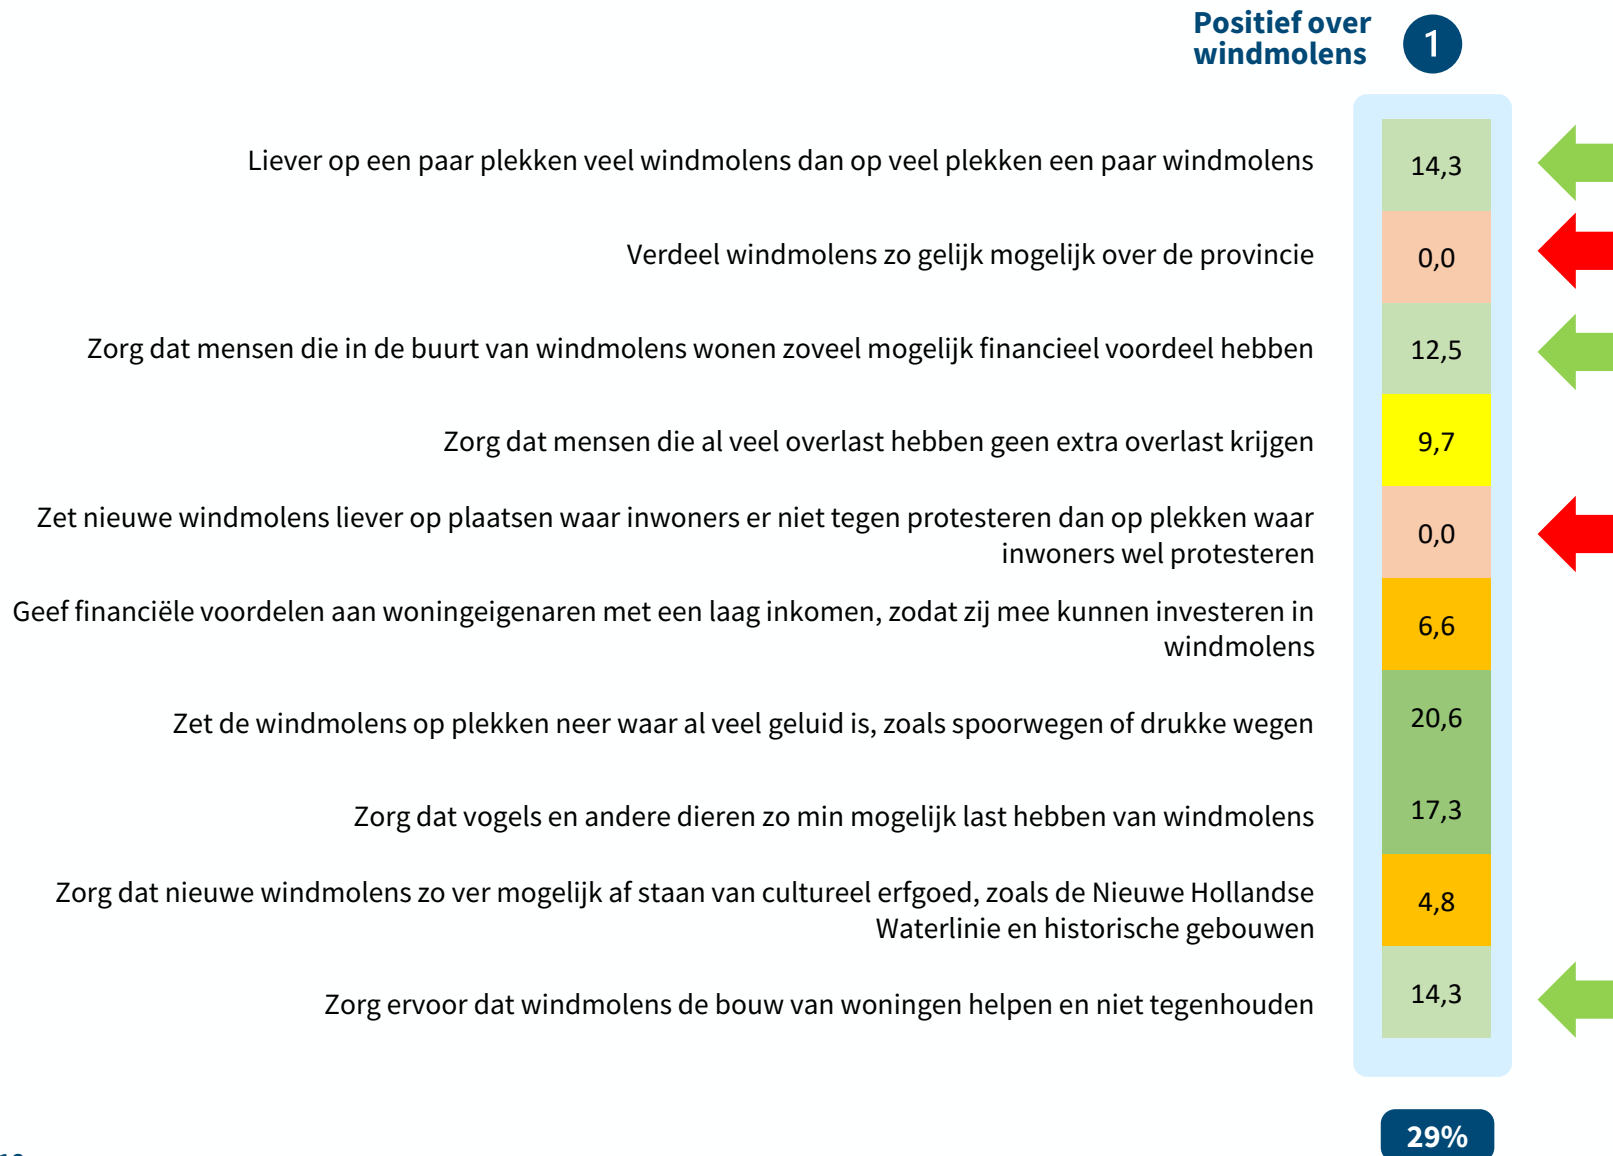 Positief over
windmolens
1
Liever op een paar plekken veel windmolens dan op veel plekken een paar windmolens
14,3
Verdeel windmolens zo gelijk mogelijk over de provincie
0,0
Zorg dat mensen die in de buurt van windmolens wonen zoveel mogelijk financieel voordeel hebben
12,5
Zorg dat mensen die al veel overlast hebben geen extra overlast krijgen
9,7
Zet nieuwe windmolens liever op plaatsen waar inwoners er niet tegen protesteren dan op plekken waar
inwoners wel protesteren
0,0
Geef financiële voordelen aan woningeigenaren met een laag inkomen, zodat zij mee kunnen investeren in
windmolens
6,6
Zet de windmolens op plekken neer waar al veel geluid is, zoals spoorwegen of drukke wegen
20,6
Zorg dat vogels en andere dieren zo min mogelijk last hebben van windmolens
17,3
Zorg dat nieuwe windmolens zo ver mogelijk af staan van cultureel erfgoed, zoals de Nieuwe Hollandse
Waterlinie en historische gebouwen
4,8
Zorg ervoor dat windmolens de bouw van woningen helpen en niet tegenhouden
14,3
29%